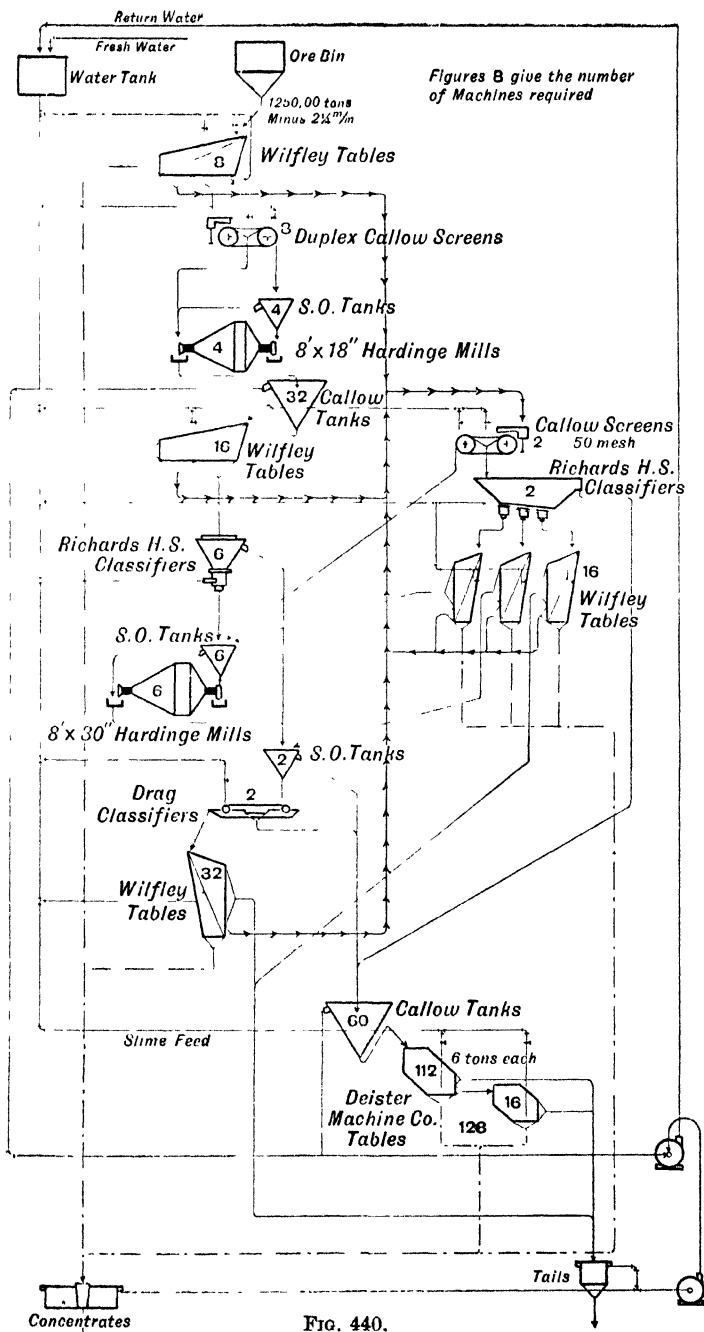 Return Water
Fresh Water
Water Tank
Ore Bin
Figures 8 give the number
of Machines required
1250,00 tons
Minus 2¼ m/m
8
Wilfley Tables
8
Duplex Callow Screens
4
S.O. Tanks
4
8' x 18" Hardinge Mills
32
Callow
Tanks
16
Wilfley
Tables
Callow Screens
2
50 mesh
Richards H.S.
Classifiers
2
Richards H.S.
Classifiers
6
16
Wilfley
Tables
S.O. Tanks
6
6
8' x 30" Hardinge Mills
2
S.O. Tanks
Drag
Classifiers
2
32
Wilfley
Tables
60
Callow Tanks
Slime Feed
6 tons each
112
16
Deister
Machine Co.
Tables
128
Tails
Concentrates
FIG. 440.